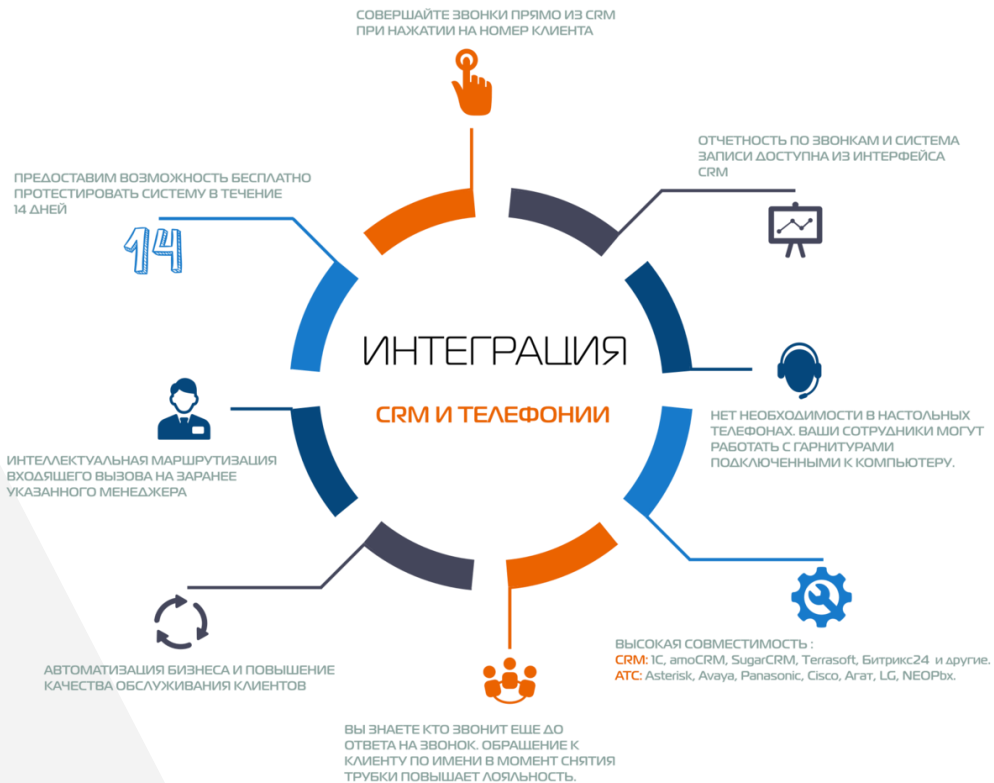 СОВЕРШАЙТЕ ЗВОНКИ ПРЯМО ИЗ CRM
ПРИ НАЖАТИИ НА НОМЕР КЛИЕНТА
ОТЧЕТНОСТЬ ПО ЗВОНКАМ И СИСТЕМА
ЗАПИСИ ДОСТУПНА ИЗ ИНТЕРФЕЙСА
CRM
ПРЕДОСТАВИМ ВОЗМОЖНОСТЬ БЕСПЛАТНО
ПРОТЕСТИРОВАТЬ СИСТЕМУ В ТЕЧЕНИЕ
14 ДНЕЙ
14
ИНТЕГРАЦИЯ
CRM И ТЕЛЕФОНИИ
НЕТ НЕОБХОДИМОСТИ В НАСТОЛЬНЫХ
ТЕЛЕФОНАХ. ВАШИ СОТРУДНИКИ МОГУТ
РАБОТАТЬ С ГАРНИТУРАМИ
ПОДКЛЮЧЕННЫМИ К КОМПЬЮТЕРУ.
ИНТЕЛЛЕКТУАЛЬНАЯ МАРШРУТИЗАЦИЯ
ВХОДЯЩЕГО ВЫЗОВА НА ЗАРАНЕЕ
УКАЗАННОГО МЕНЕДЖЕРА
ВЫСОКАЯ СОВМЕСТИМОСТЬ :
CRM: 1C, amoCRM, SugarCRM, Terrasoft, Битрикс24 и другие.
АТС: Asterisk, Avaya, Panasonic, Cisco, Агат, LG, NEOPbx.
АВТОМАТИЗАЦИЯ БИЗНЕСА И ПОВЫШЕНИЕ
КАЧЕСТВА ОБСЛУЖИВАНИЯ КЛИЕНТОВ
ВЫ ЗНАЕТЕ КТО ЗВОНИТ ЕЩЕ ДО
ОТВЕТА НА ЗВОНОК. ОБРАЩЕНИЕ К
КЛИЕНТУ ПО ИМЕНИ В МОМЕНТ СНЯТИЯ
ТРУБКИ ПОВЫШАЕТ ЛОЯЛЬНОСТЬ.